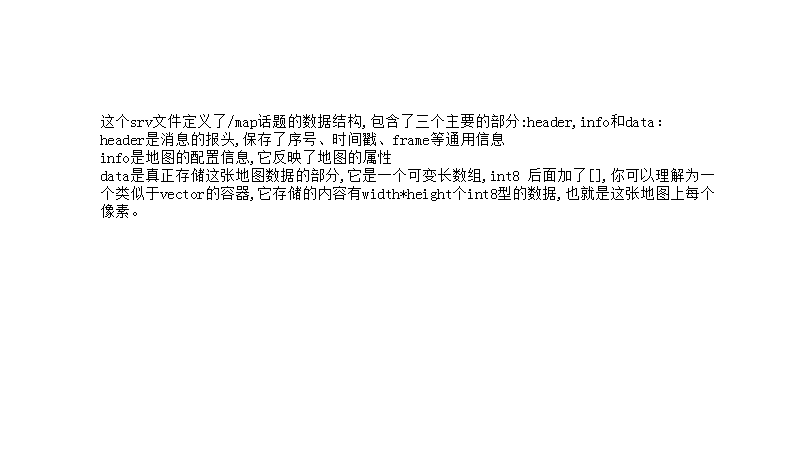 这个srv文件定义了/map话题的数据结构,包含了三个主要的部分:header,info和data:
header是消息的报头,保存了序号、时间戳、frame等通用信息
info是地图的配置信息,它反映了地图的属性
data是真正存储这张地图数据的部分,它是一个可变长数组,int8 后面加了[],你可以理解为一
个类似于vector的容器,它存储的内容有width*height个int8型的数据,也就是这张地图上每个
像素。